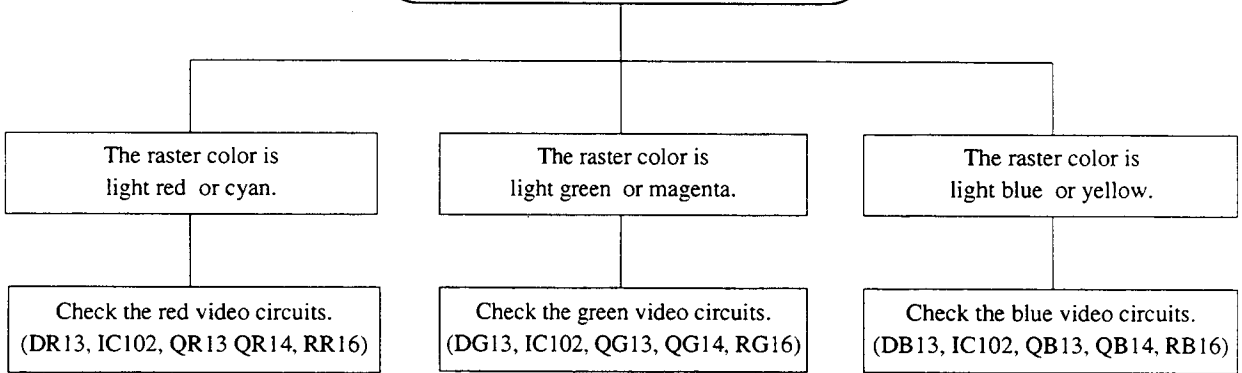 The raster color is
light red or cyan.
The raster color is
light green or magenta.
The raster color is
light blue or yellow.
Check the red video circuits.
(DR13, IC102, QR13 QR14, RR16)
Check the green video circuits.
(DG13, IC102, QG13, QG14, RG16)
Check the blue video circuits.
(DB13, IC102, QB13, QB14, RB16)